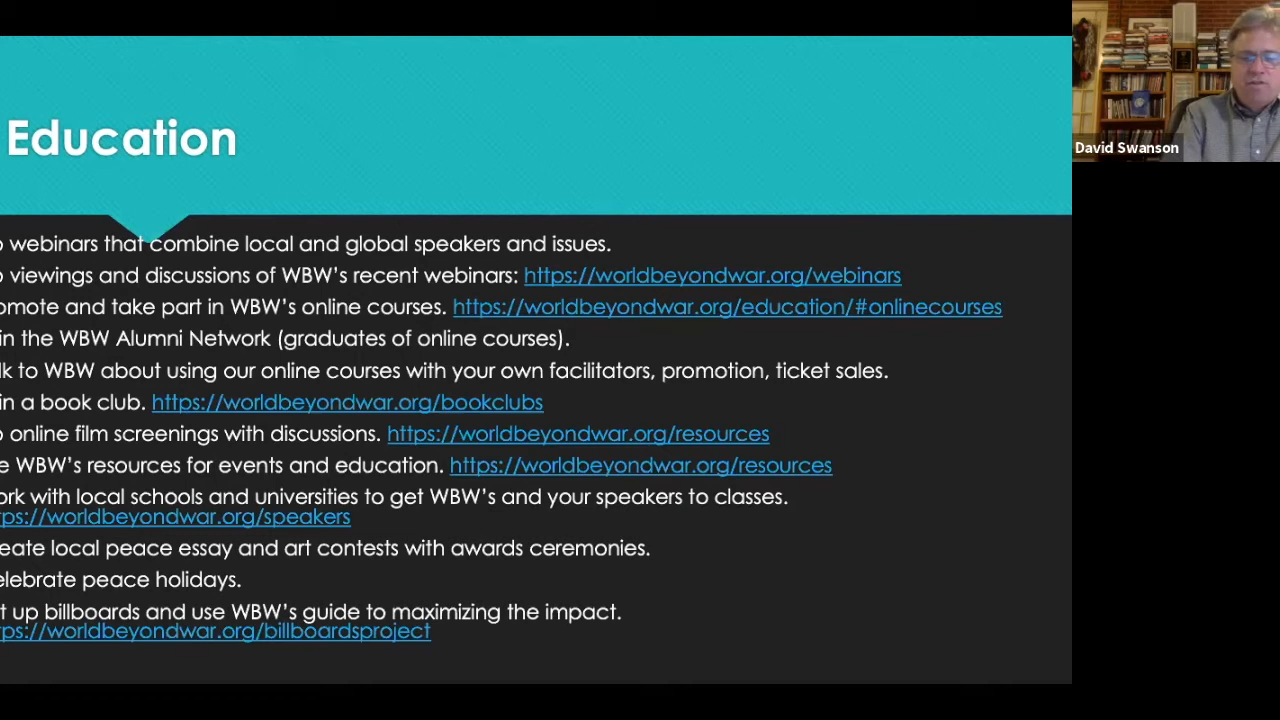 Education
David Swanson
webinars that combine local and global speakers and issues.
viewings and discussions of WBW's recent webinars: https://worldbeyondwar.org/webinars
and take part in WBW's online courses. https://worldbeyondwar.org/education/#onlinecourses
the WBW Alumni Network (graduates of online courses).
to WBW about using our online courses with your own facilitators, promotion, ticket sales.
a book club. https://worldbeyondwar.org/bookclubs
online film screenings with discussions. https://worldbeyondwar.org/resources
WBW's resources for events and education. https://worldbeyondwar.org/resources
with local schools and universities to get WBW's and your speakers to classes.
ps://worldbeyondwar.org/speakers
eate local peace essay and art contests with awards ceremonies.
elebrate peace holidays.
t up billboards and use WBW's guide to maximizing the impact.
ps://worldbeyondwar.org/billboardsproject